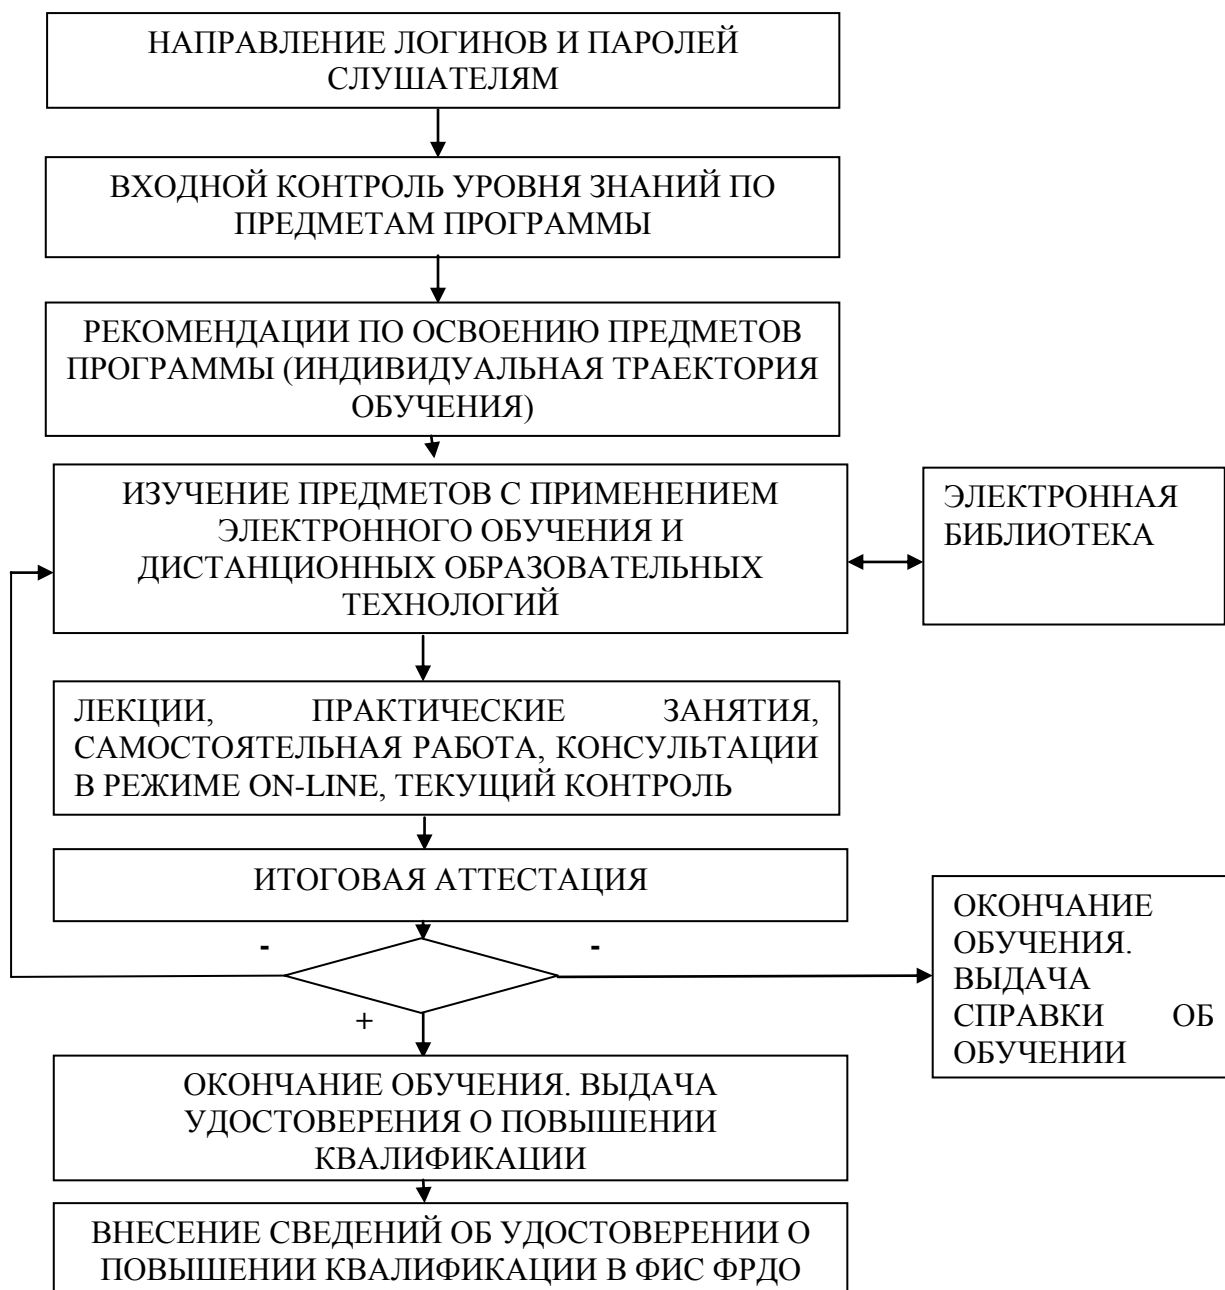 НАПРАВЛЕНИЕ ЛОГИНОВ И ПАРОЛЕЙ
СЛУШАТЕЛЯМ
ВХОДНОЙ КОНТРОЛЬ УРОВНЯ ЗНАНИЙ ПО
ПРЕДМЕТАМ ПРОГРАММЫ
РЕКОМЕНДАЦИИ ПО ОСВОЕНИЮ ПРЕДМЕТОВ
ПРОГРАММЫ (ИНДИВИДУАЛЬНАЯ ТРАЕКТОРИЯ
ОБУЧЕНИЯ)
ИЗУЧЕНИЕ ПРЕДМЕТОВ С ПРИМЕНЕНИЕМ
ЭЛЕКТРОННОГО ОБУЧЕНИЯ И
ДИСТАНЦИОННЫХ ОБРАЗОВАТЕЛЬНЫХ
ТЕХНОЛОГИЙ
ЭЛЕКТРОННАЯ
БИБЛИОТЕКА
ЛЕКЦИИ, ПРАКТИЧЕСКИЕ ЗАНЯТИЯ,
САМОСТОЯТЕЛЬНАЯ РАБОТА, КОНСУЛЬТАЦИИ
В РЕЖИМЕ ON-LINE, ТЕКУЩИЙ КОНТРОЛЬ
ИТОГОВАЯ АТТЕСТАЦИЯ
-
-
+
ОКОНЧАНИЕ
ОБУЧЕНИЯ.
ВЫДАЧА
СПРАВКИ ОБ
ОБУЧЕНИИ
ОКОНЧАНИЕ ОБУЧЕНИЯ. ВЫДАЧА
УДОСТОВЕРЕНИЯ О ПОВЫШЕНИИ
КВАЛИФИКАЦИИ
ВНЕСЕНИЕ СВЕДЕНИЙ ОБ УДОСТОВЕРЕНИИ О
ПОВЫШЕНИИ КВАЛИФИКАЦИИ В ФИС ФРДО